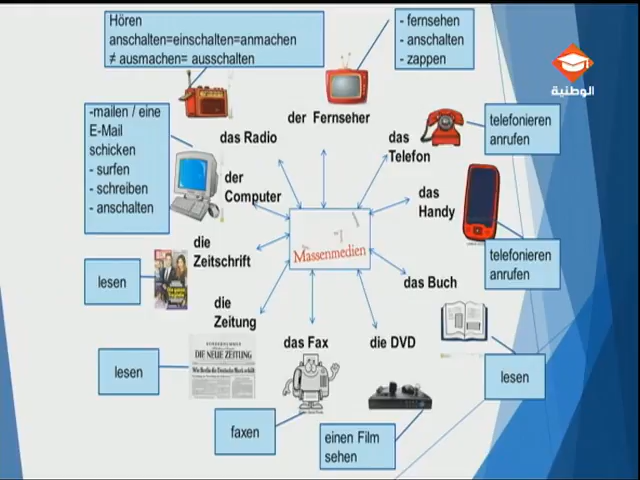 Hören
anschalten=einschalten=anmachen
≠ ausmachen= ausschalten
- fernsehen
- anschalten
- zappen
الوطنية
der Fernseher
das Radio
das
Telefon
telefonieren
anrufen
-mailen / eine
E-Mail
schicken
- surfen
- schreiben
- anschalten
der
Computer
das
Handy
telefonieren
anrufen
Massenmedien
die
Zeitschrift
lesen
das Buch
lesen
die
Zeitung
DIE NEUE ZEITUNG
lesen
das Fax
faxen
die DVD
einen Film
sehen